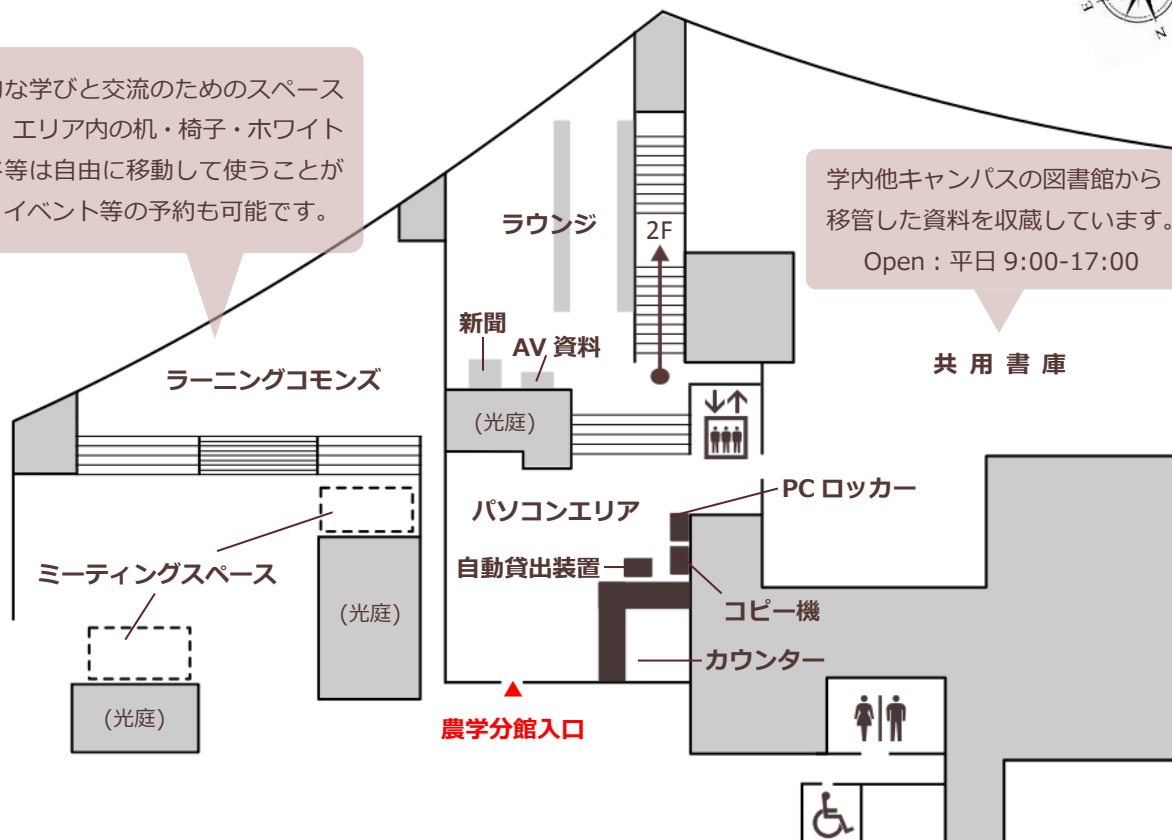 な学びと交流のためのスペース
エリア内の机・椅子・ホワイト
等は自由に移動して使うことが
イベント等の予約も可能です。
E
N
学内他キャンパスの図書館から
移管した資料を収蔵しています。
Open：平日 9:00-17:00
ラウンジ
2F
新聞
AV 資料
共用書庫
ラーニングコモンズ
(光庭)
PC ロッカー
パソコンエリア
自動貸出装置
ミーティングスペース
コピー機
(光庭)
カウンター
(光庭)
農学分館入口